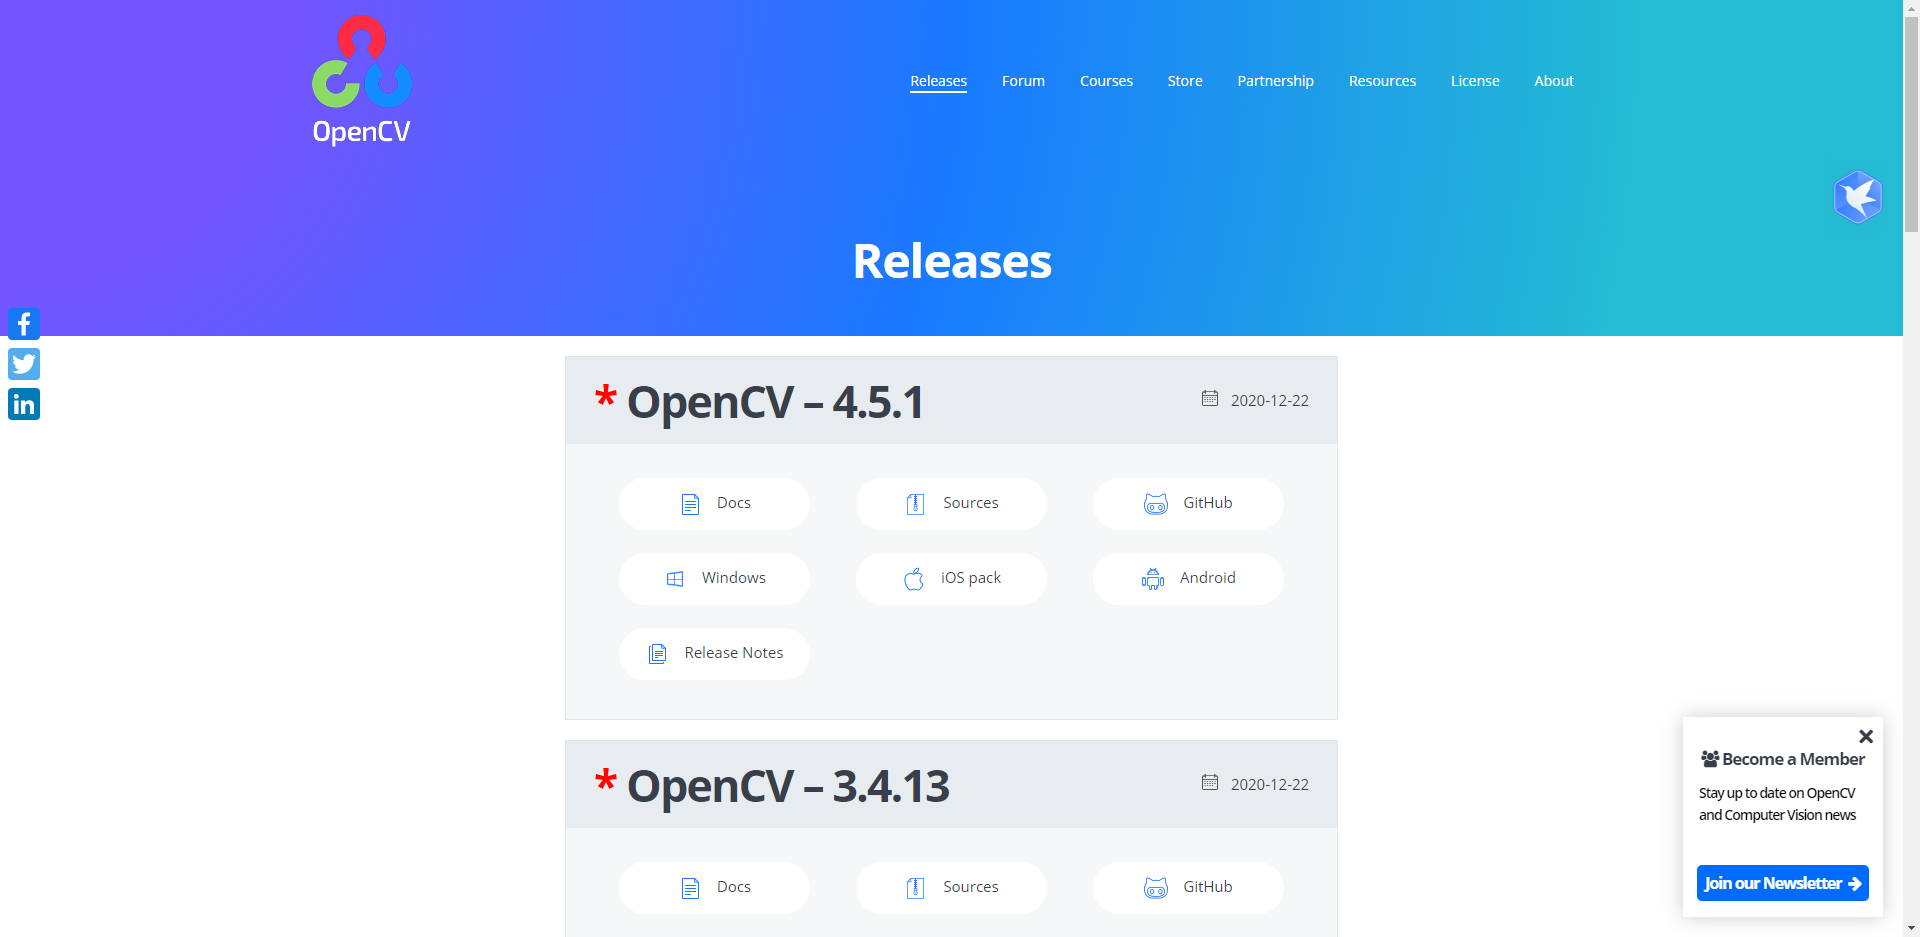 OpenCV
Releases Forum Courses Store Partnership Resources License About
Releases
* OpenCV – 4.5.1 2020-12-22
Docs Sources GitHub
Windows iOS pack Android
Release Notes
* OpenCV – 3.4.13 2020-12-22
Docs Sources GitHub
Become a Member
Stay up to date on OpenCV
and Computer Vision news
Join our Newsletter